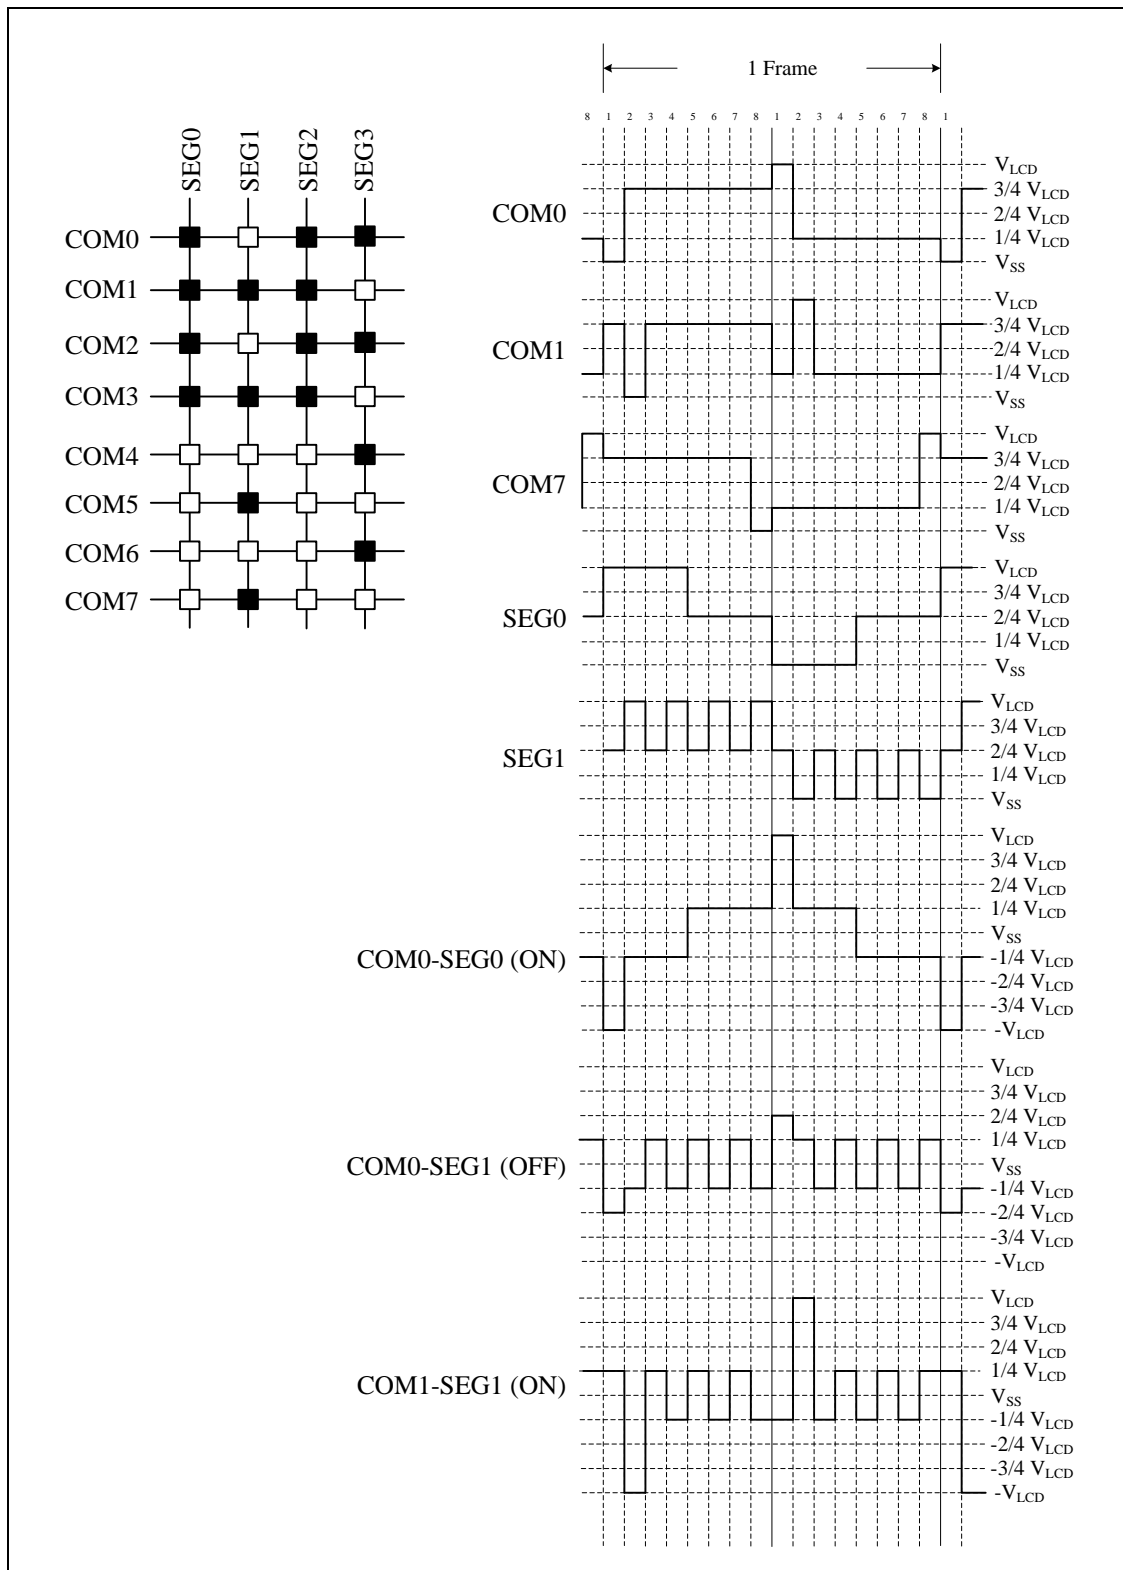 1 Frame
8 1 2 3 4 5 6 7 8 1 2 3 4 5 6 7 8 1
SEG0 SEG1 SEG2 SEG3
COM0
COM1
COM2
COM3
COM4
COM5
COM6
COM7
COM0
VLCD
3/4 VLCD
2/4 VLCD
1/4 VLCD
VSS
COM1
VLCD
3/4 VLCD
2/4 VLCD
1/4 VLCD
VSS
COM7
VLCD
3/4 VLCD
2/4 VLCD
1/4 VLCD
VSS
SEG0
VLCD
3/4 VLCD
2/4 VLCD
1/4 VLCD
VSS
SEG1
VLCD
3/4 VLCD
2/4 VLCD
1/4 VLCD
VSS
COM0-SEG0 (ON)
VLCD
3/4 VLCD
2/4 VLCD
1/4 VLCD
VSS
-1/4 VLCD
-2/4 VLCD
-3/4 VLCD
-VLCD
COM0-SEG1 (OFF)
VLCD
3/4 VLCD
2/4 VLCD
1/4 VLCD
VSS
-1/4 VLCD
-2/4 VLCD
-3/4 VLCD
-VLCD
COM1-SEG1 (ON)
VLCD
3/4 VLCD
2/4 VLCD
1/4 VLCD
VSS
-1/4 VLCD
-2/4 VLCD
-3/4 VLCD
-VLCD